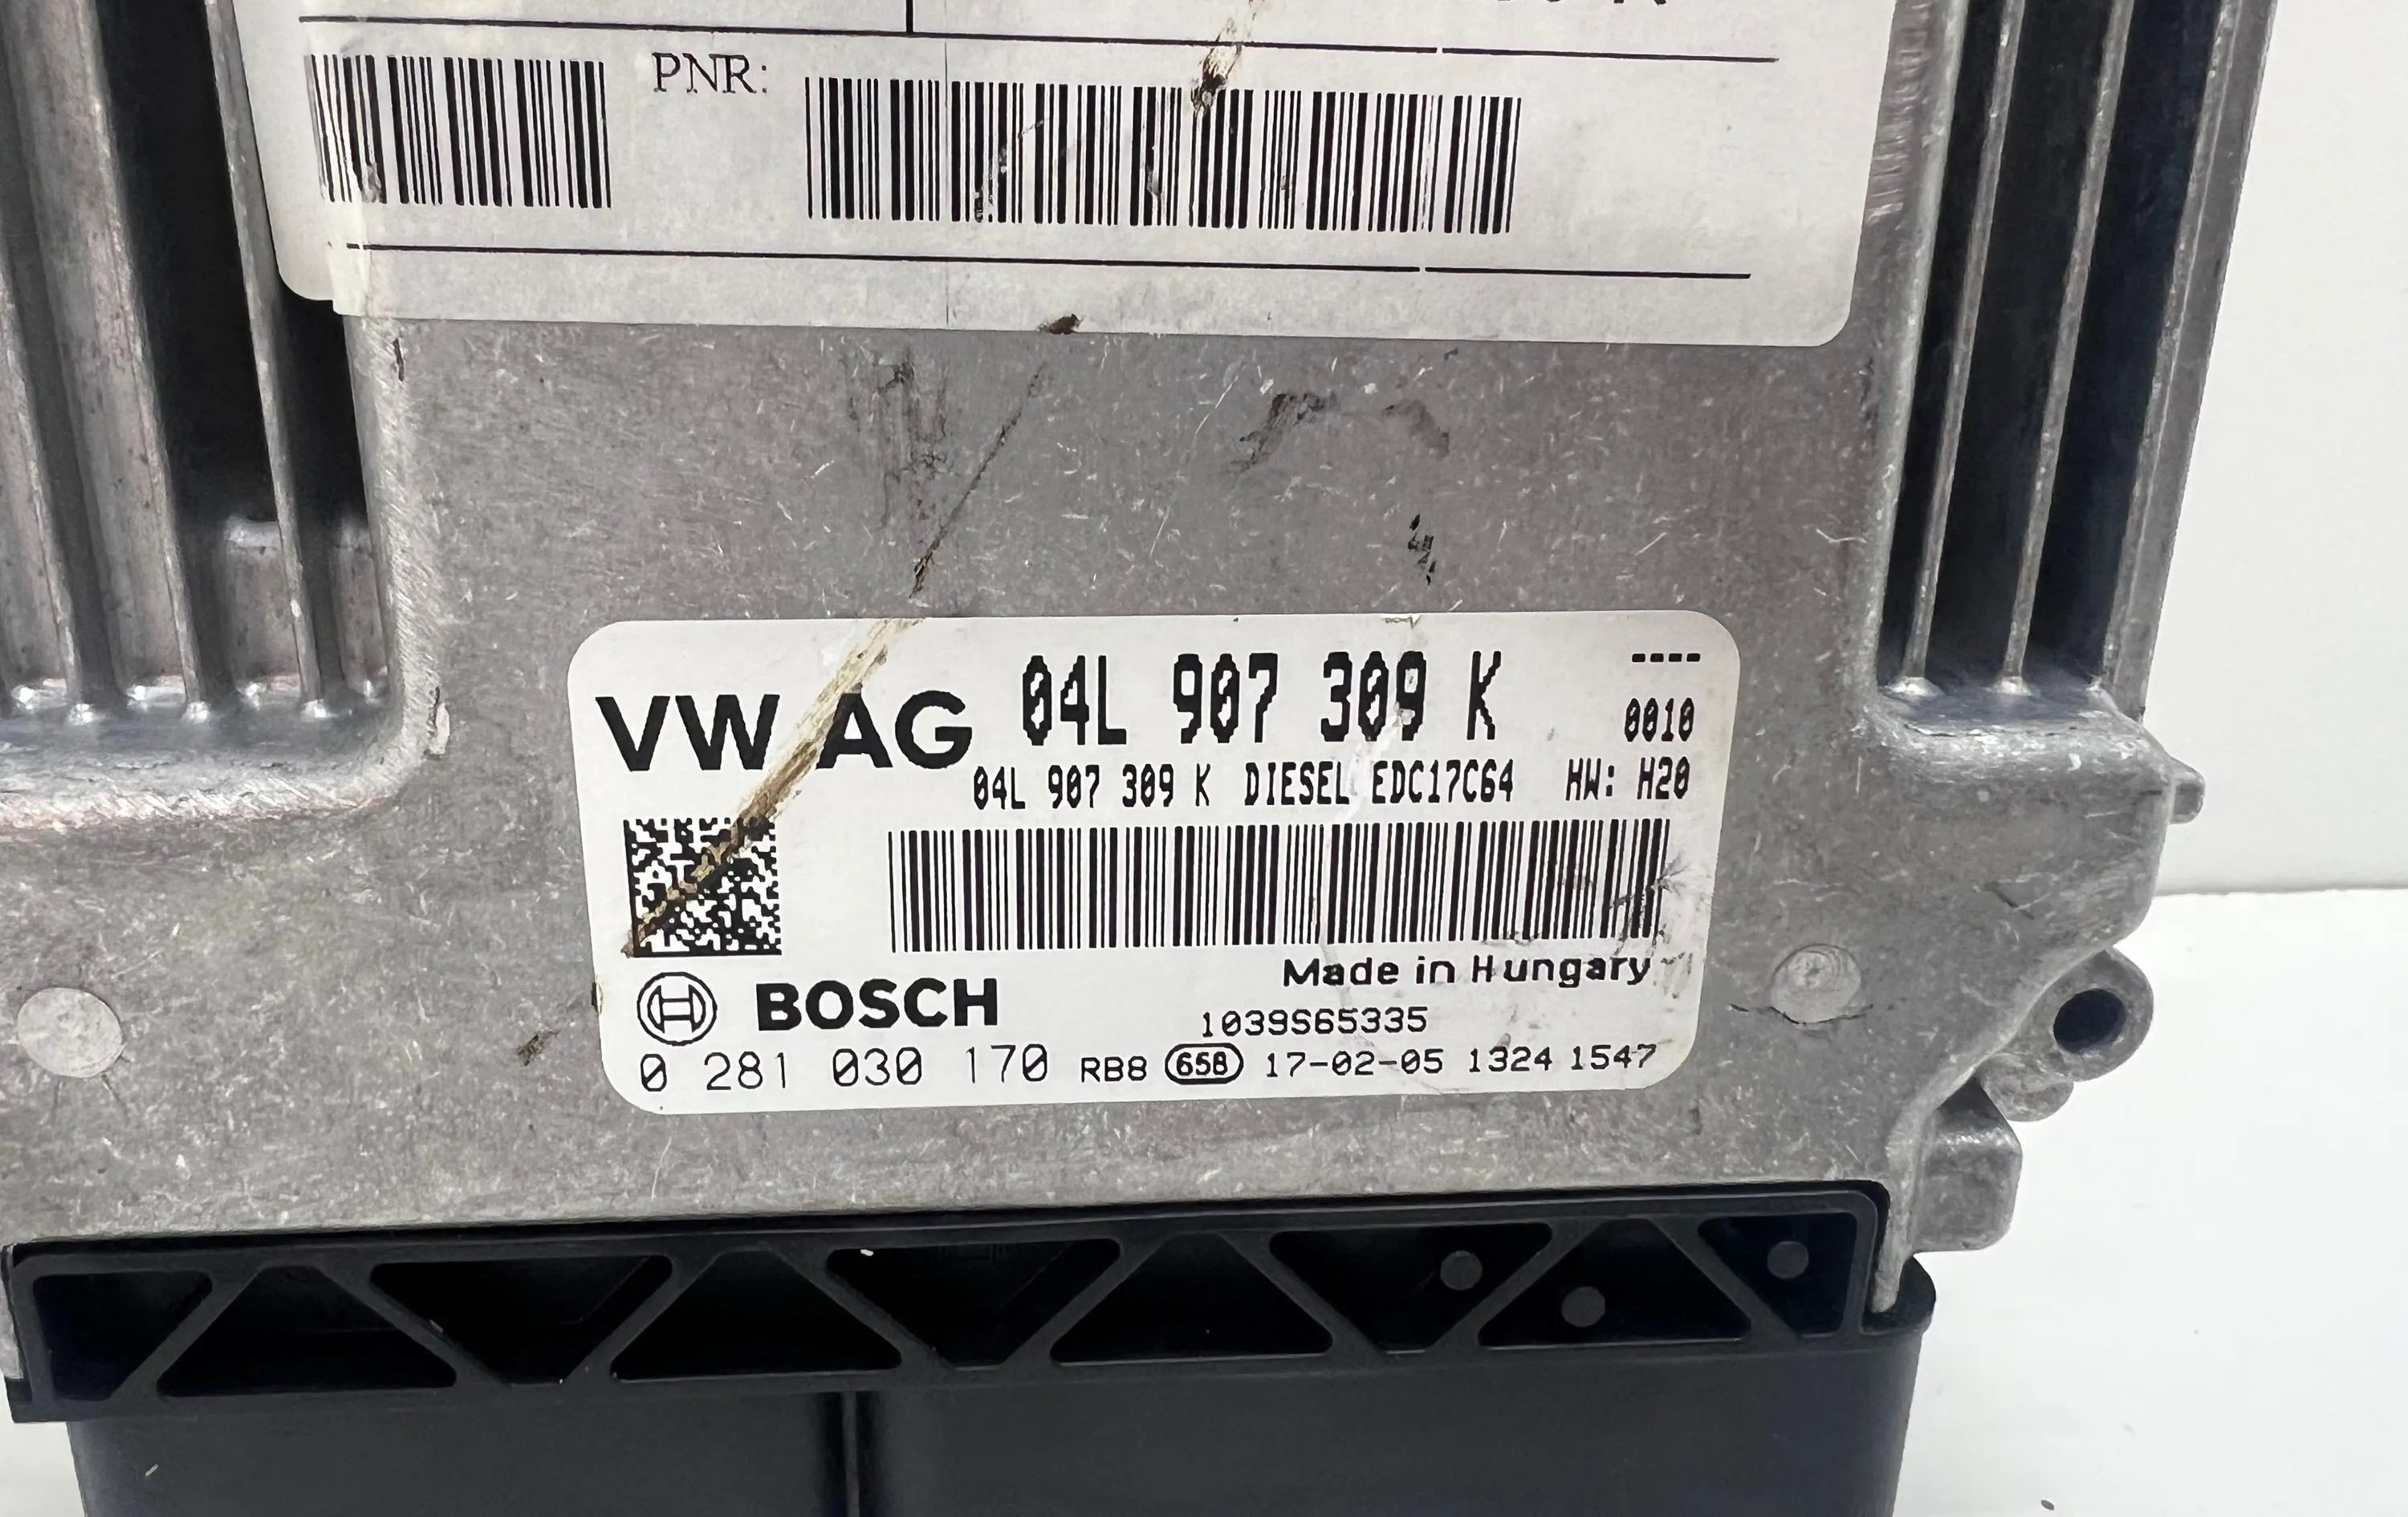 PNR:
VW AG 04L 907 309 K ----
0010
04L 907 309 K DIESEL EDC17C64 HW: H20
Made in Hungary
BOSCH
1039S65335
0 281 030 170 RB8 658 17-02-05 1324 1547